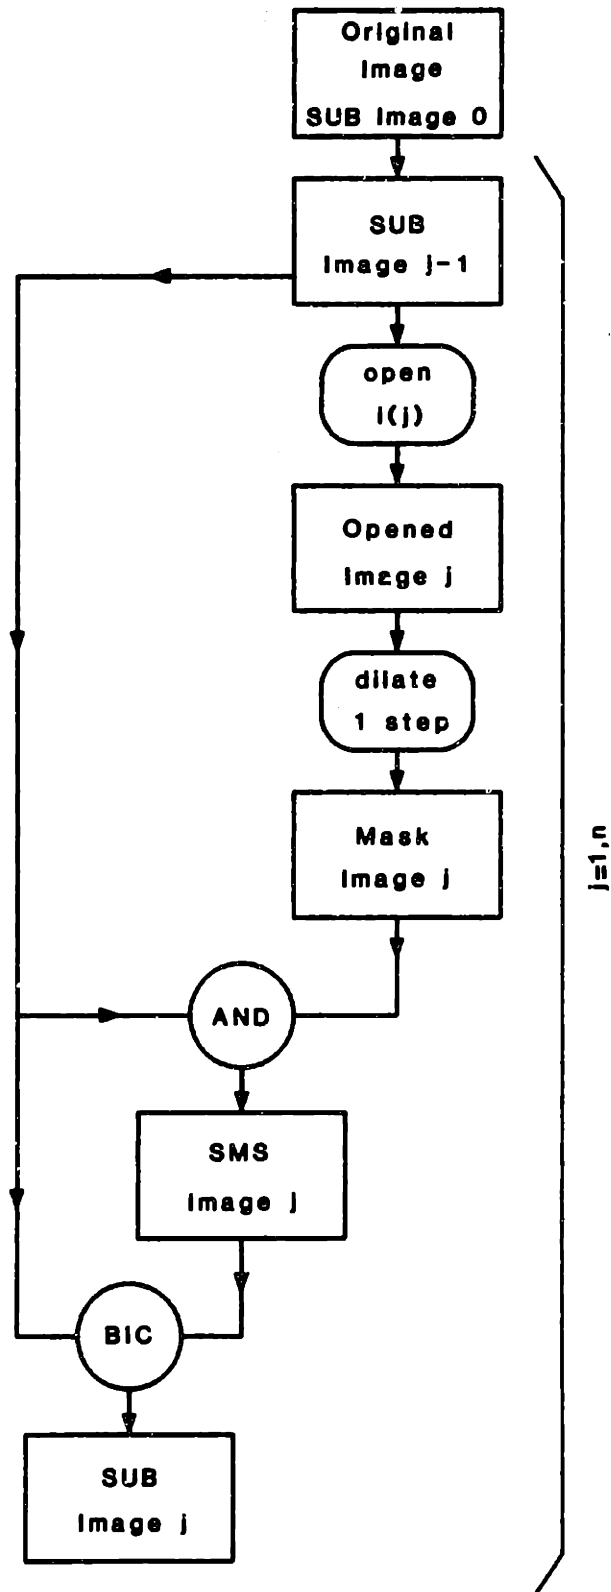 Original
Image
SUB Image 0
SUB
Image j-1
open
i(j)
Opened
Image j
dilate
1 step
Mask
Image j
j=1,n
AND
SMS
Image j
BIC
SUB
Image j